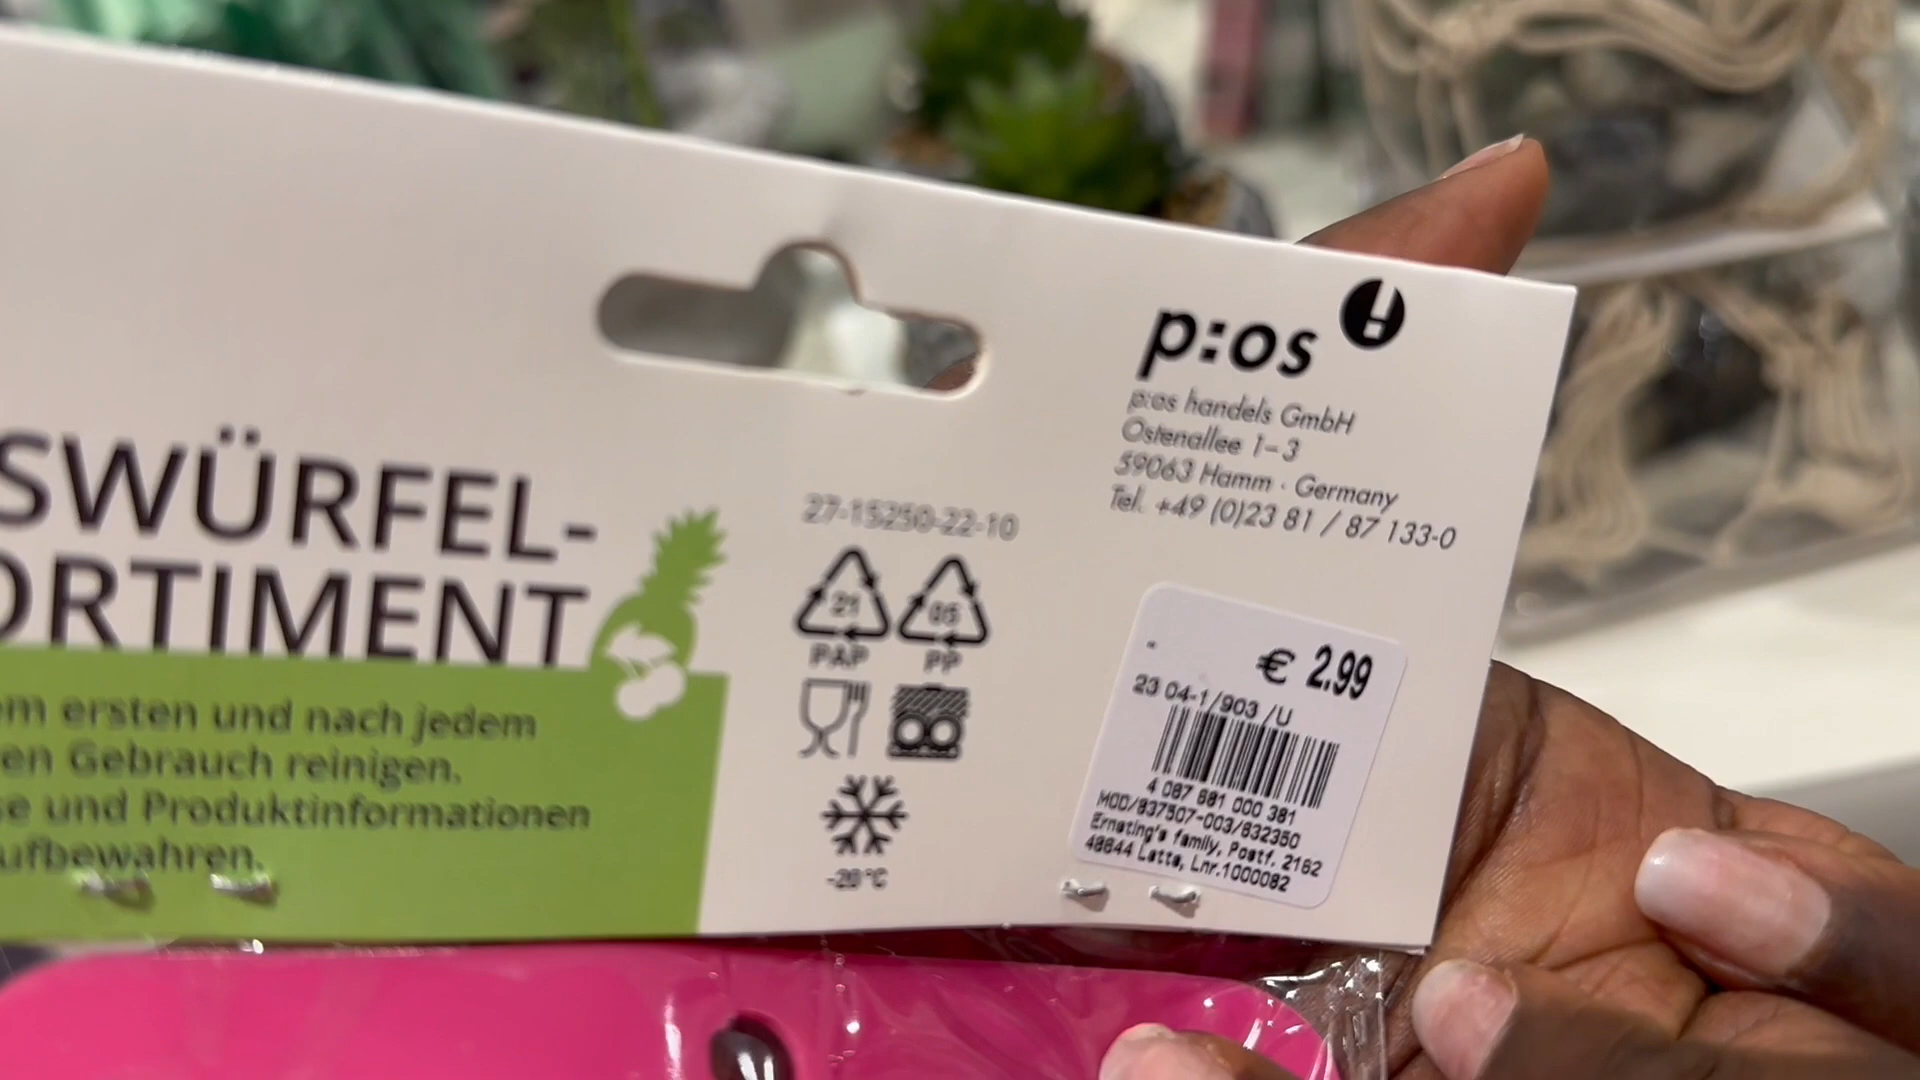 SWÜRFEL-
ORTIMENT
em ersten und nach jedem
en Gebrauch reinigen.
se und Produktinformationen
ufbewahren.
27-15250-22-10
21
PAP
05
PP
-20°C
p:os
p:os handels GmbH
Ostenallee 1–3
59063 Hamm · Germany
Tel. +49 (0)23 81 / 87 133-0
€ 2.99
23 04-1/903 /U
4 087 681 000 381
MOD/837507-003/832350
Ernsting's family, Postf. 2162
48644 Lette, Lnr.1000082